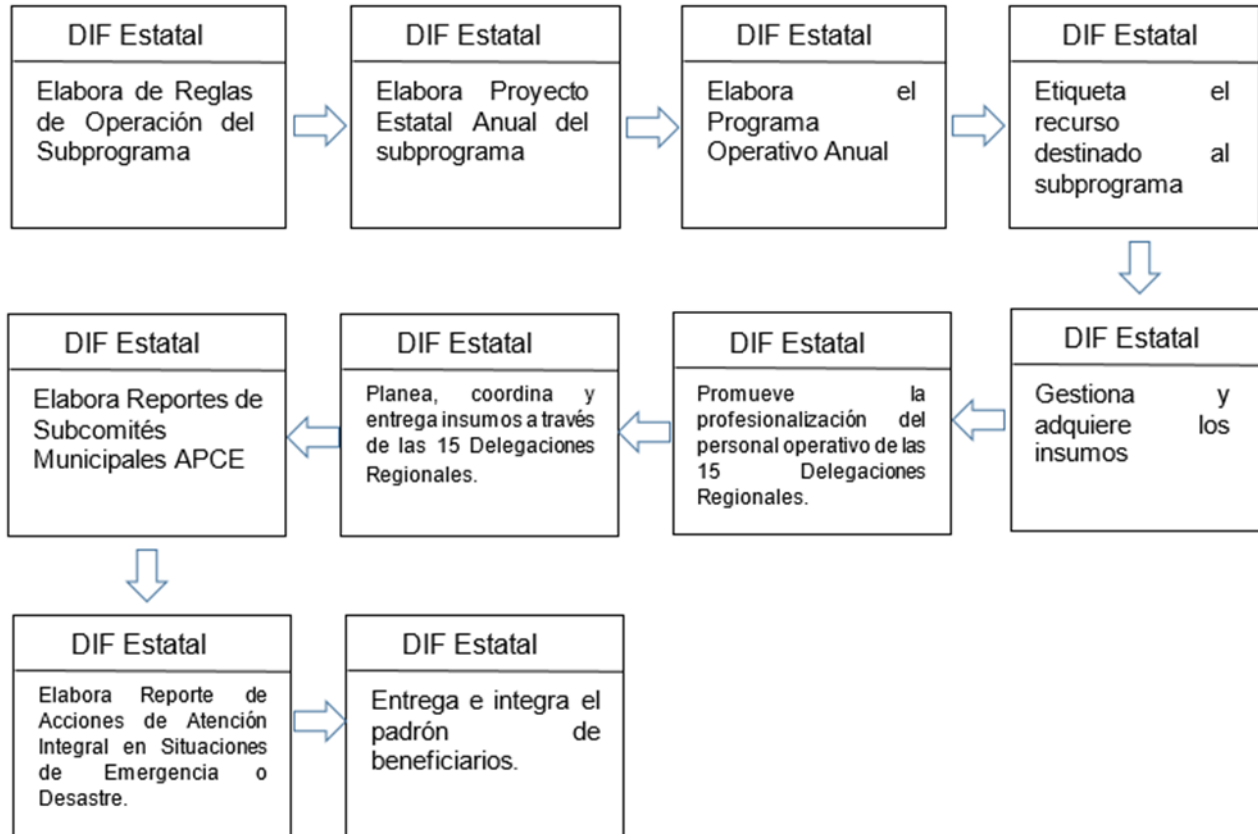 DIF Estatal
Elabora de Reglas
de Operación del
Subprograma
DIF Estatal
Elabora Proyecto
Estatal Anual del
subprograma
DIF Estatal
Elabora el
Programa
Operativo Anual
DIF Estatal
Etiqueta el
recurso
destinado al
subprograma
DIF Estatal
Gestiona y
adquiere los
insumos
DIF Estatal
Promueve la
profesionalización del
personal operativo de las
15 Delegaciones
Regionales.
DIF Estatal
Planea, coordina y
entrega insumos a través
de las 15 Delegaciones
Regionales.
DIF Estatal
Elabora Reportes de
Subcomités
Municipales APCE
DIF Estatal
Elabora Reporte de
Acciones de Atención
Integral en Situaciones
de Emergencia o
Desastre.
DIF Estatal
Entrega e integra el
padrón de
beneficiarios.